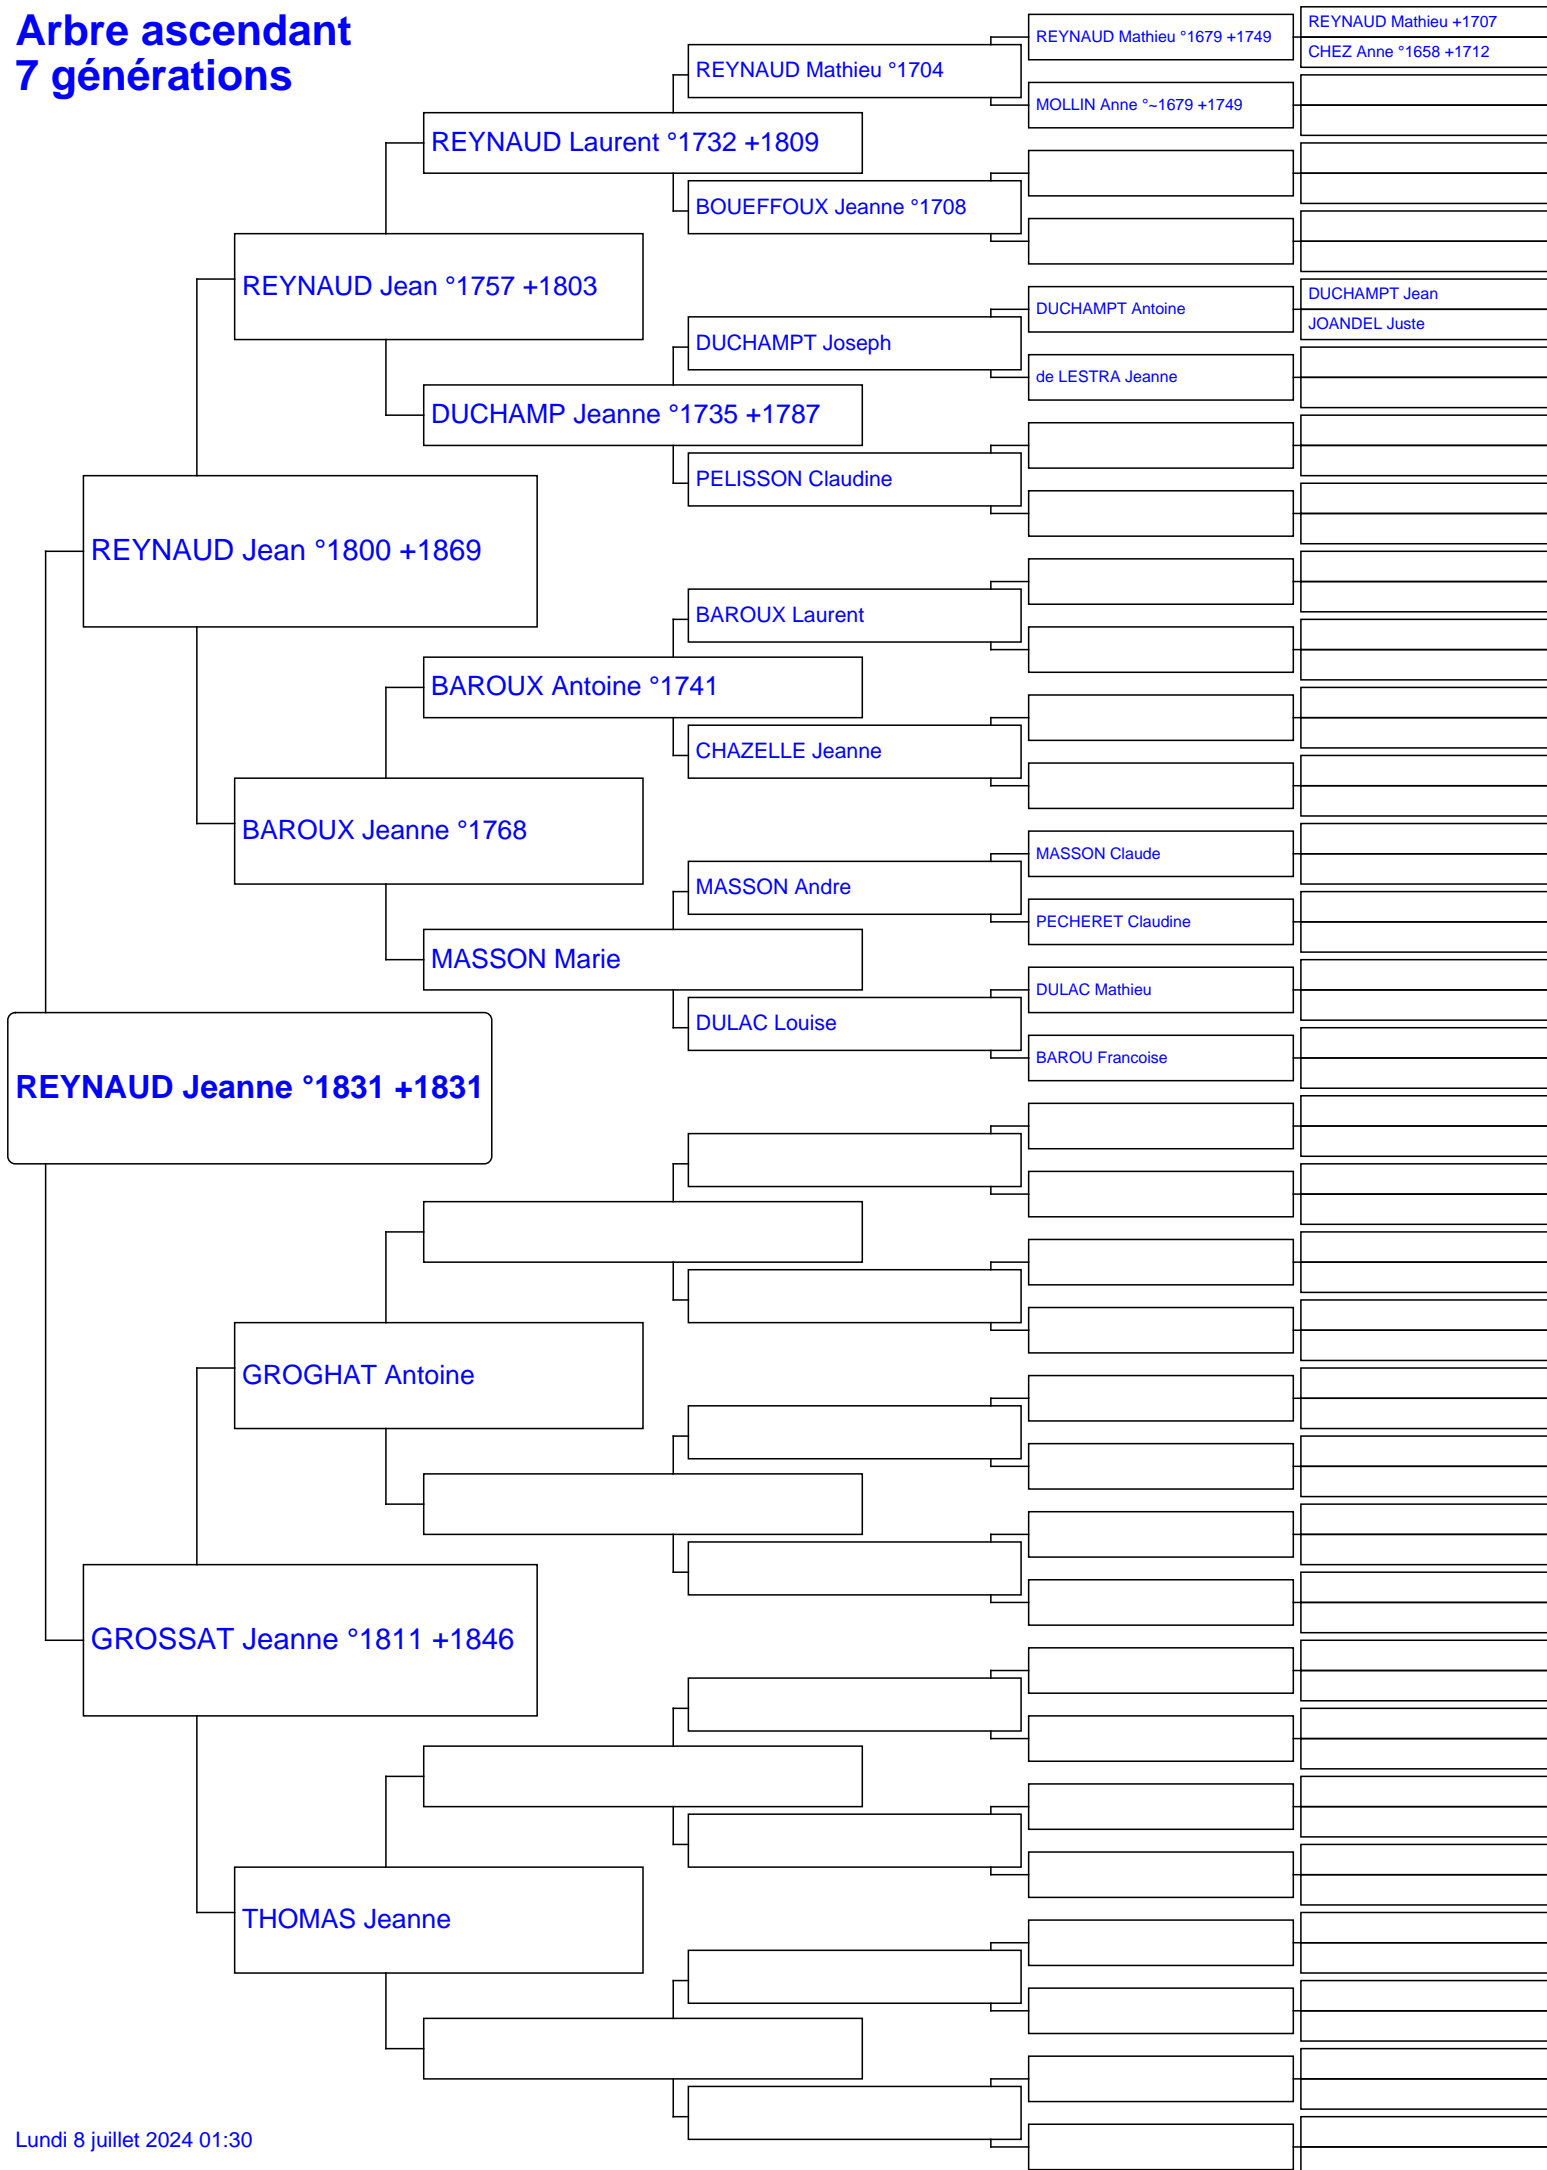 Arbre ascendant
7 générations
REYNAUD Mathieu +1707
REYNAUD Mathieu °1679 +1749
CHEZ Anne °1658 +1712
REYNAUD Mathieu °1704
MOLLIN Anne °~1679 +1749
REYNAUD Laurent °1732 +1809
BOUEFFOUX Jeanne °1708
REYNAUD Jean °1757 +1803
DUCHAMPT Jean
DUCHAMPT Antoine
JOANDEL Juste
DUCHAMPT Joseph
de LESTRA Jeanne
DUCHAMP Jeanne °1735 +1787
PELISSON Claudine
REYNAUD Jean °1800 +1869
BAROUX Laurent
BAROUX Antoine °1741
CHAZELLE Jeanne
BAROUX Jeanne °1768
MASSON Claude
MASSON Andre
PECHERET Claudine
MASSON Marie
DULAC Mathieu
DULAC Louise
BAROU Francoise
REYNAUD Jeanne °1831 +1831
GROGHAT Antoine
GROSSAT Jeanne °1811 +1846
THOMAS Jeanne
Lundi 8 juillet 2024 01:30